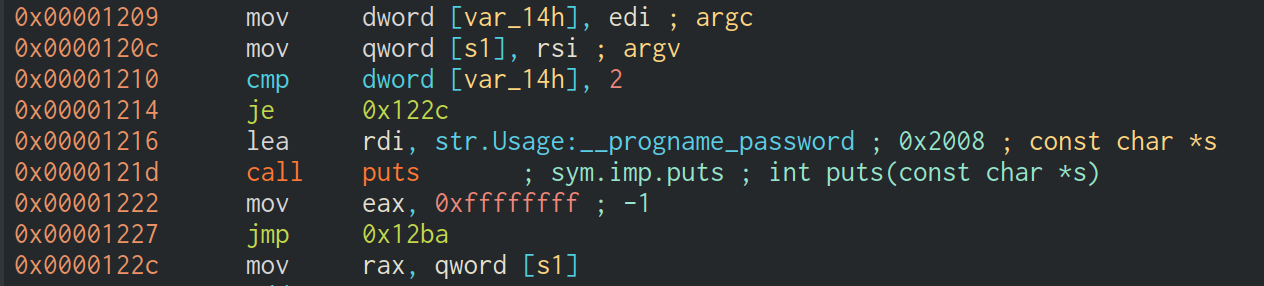 0x00001209 mov dword [var_14h], edi ; argc
0x0000120c mov qword [s1], rsi ; argv
0x00001210 cmp dword [var_14h], 2
0x00001214 je 0x122c
0x00001216 lea rdi, str.Usage:__progname_password ; 0x2008 ; const char *s
0x0000121d call puts ; sym.imp.puts ; int puts(const char *s)
0x00001222 mov eax, 0xffffffff ; -1
0x00001227 jmp 0x12ba
0x0000122c mov rax, qword [s1]